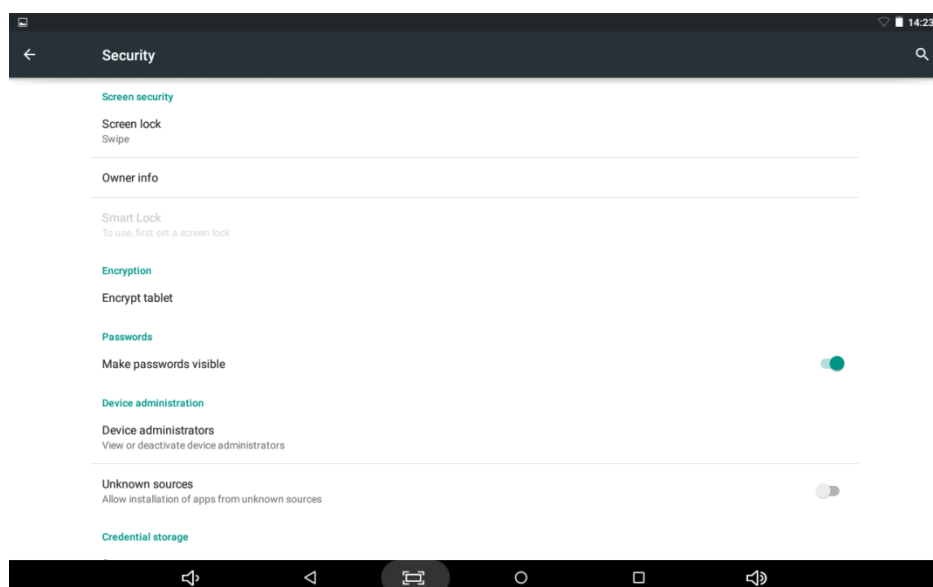 14:23
Security
Screen security
Screen lock
Swipe
Owner info
Smart Lock
To use, first set a screen lock
Encryption
Encrypt tablet
Passwords
Make passwords visible
Device administration
Device administrators
View or deactivate device administrators
Unknown sources
Allow installation of apps from unknown sources
Credential storage